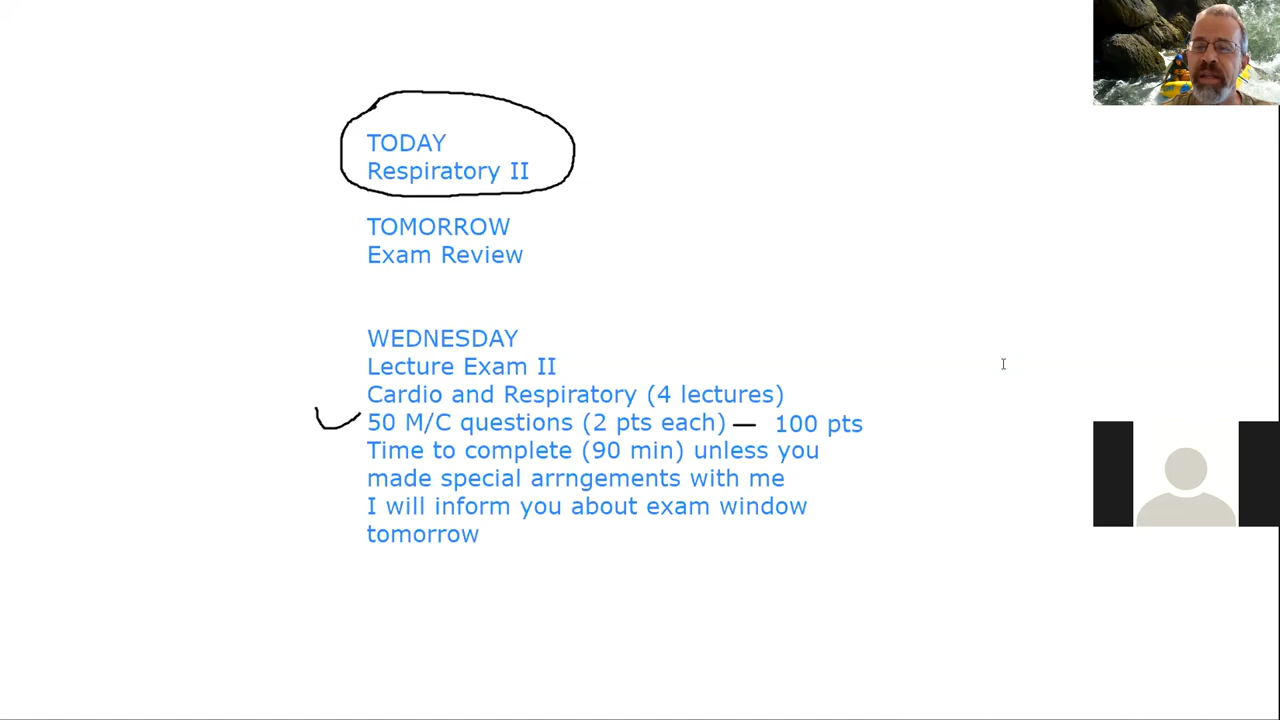 TODAY
Respiratory II
TOMORROW
Exam Review
WEDNESDAY
Lecture Exam II
Cardio and Respiratory (4 lectures)
50 M/C questions (2 pts each) — 100 pts
Time to complete (90 min) unless you
made special arrngements with me
I will inform you about exam window
tomorrow